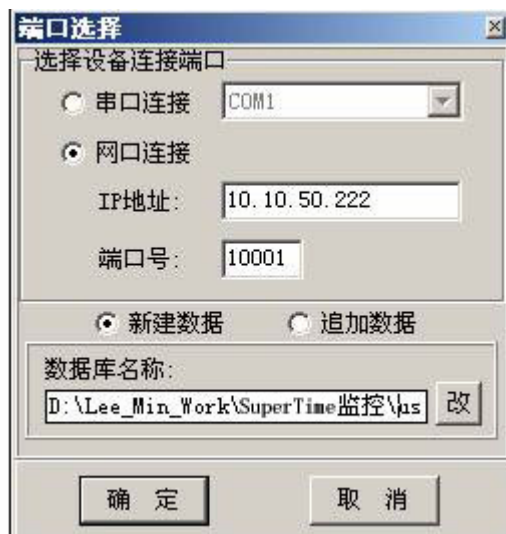 端口选择
选择设备连接端口
串口连接 COM1
网口连接
IP地址: 10.10.50.222
端口号: 10001
新建数据 追加数据
数据库名称:
D:\Lee_Min_Work\SuperTime监控\us 改
确 定 取 消